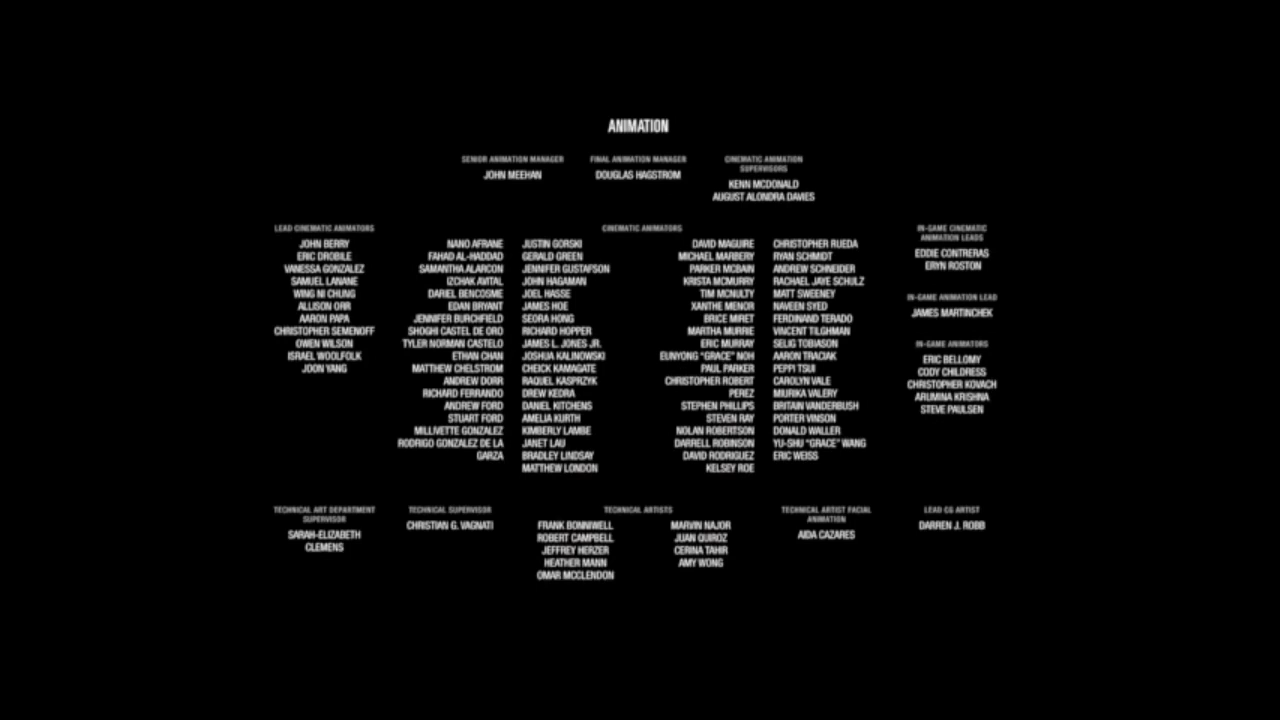 ANIMATION
SENIOR ANIMATION MANAGER
JOHN MEEHAN
FINAL ANIMATION MANAGER
DOUGLAS HAGSTROM
CINEMATIC ANIMATION
SUPERVISORS
KENN MCDONALD
AUGUST ALONDRA DAVIES
LEAD CINEMATIC ANIMATORS
JOHN BERRY
ERIC DROBILE
VANESSA GONZALEZ
SAMUEL LANANE
WING NI CHUNG
ALLISON ORR
AARON PAPA
CHRISTOPHER SEMENOFF
OWEN WILSON
ISRAEL WOOLFOLK
JOON YANG
CINEMATIC ANIMATORS
NANO AFRANE
FAHAD AL-HADDAD
SAMANTHA ALARCON
IZCHAK AVITAL
DARIEL BENCOSME
EDAN BRYANT
JENNIFER BURCHFIELD
SHOGHI CASTEL DE ORO
TYLER NORMAN CASTELO
ETHAN CHAN
MATTHEW CHELSTROM
ANDREW DORR
RICHARD FERRANDO
ANDREW FORD
STUART FORD
MILLIVETTE GONZALEZ
RODRIGO GONZALEZ DE LA
GARZA
JUSTIN GORSKI
GERALD GREEN
JENNIFER GUSTAFSON
JOHN HAGAMAN
JOEL HASSE
JAMES HOE
SEORA HONG
RICHARD HOPPER
JAMES L. JONES JR.
JOSHUA KALINOWSKI
CHEICK KAMAGATE
RAQUEL KASPRZYK
DREW KEDRA
DANIEL KITCHENS
AMELIA KURTH
KIMBERLY LAMBE
JANET LAU
BRADLEY LINDSAY
MATTHEW LONDON
DAVID MAGUIRE
MICHAEL MARBERY
PARKER MCBAIN
KRISTA MCMURRY
TIM MCNULTY
XANTHE MENOR
BRICE MIRET
MARTHA MURRIE
ERIC MURRAY
EUNYONG "GRACE" NOH
PAUL PARKER
CHRISTOPHER ROBERT
PEREZ
STEPHEN PHILLIPS
STEVEN RAY
NOLAN ROBERTSON
DARRELL ROBINSON
DAVID RODRIGUEZ
KELSEY ROE
CHRISTOPHER RUEDA
RYAN SCHMIDT
ANDREW SCHNEIDER
RACHAEL JAYE SCHULZ
MATT SWEENEY
NAVEEN SYED
FERDINAND TERADO
VINCENT TILGHMAN
SELIG TOBIASON
AARON TRACIAK
PEPPI TSUI
CAROLYN VALE
MIURIKA VALERY
BRITAIN VANDERBUSH
PORTER VINSON
DONALD WALLER
YU-SHU "GRACE" WANG
ERIC WEISS
IN-GAME CINEMATIC
ANIMATION LEADS
EDDIE CONTRERAS
ERYN ROSTON
IN-GAME ANIMATION LEAD
JAMES MARTINCHEK
IN-GAME ANIMATORS
ERIC BELLOMY
CODY CHILDRESS
CHRISTOPHER KOVACH
ARUMINA KRISHNA
STEVE PAULSEN
TECHNICAL ART DEPARTMENT
SUPERVISOR
SARAH-ELIZABETH
CLEMENS
TECHNICAL SUPERVISOR
CHRISTIAN G. VAGNATI
TECHNICAL ARTISTS
FRANK BONNIWELL
ROBERT CAMPBELL
JEFFREY HERZER
HEATHER MANN
OMAR MCCLENDON
MARVIN NAJOR
JUAN QUIROZ
CERINA TAHIR
AMY WONG
TECHNICAL ARTIST FACIAL
ANIMATION
AIDA CAZARES
LEAD CG ARTIST
DARREN J. ROBB